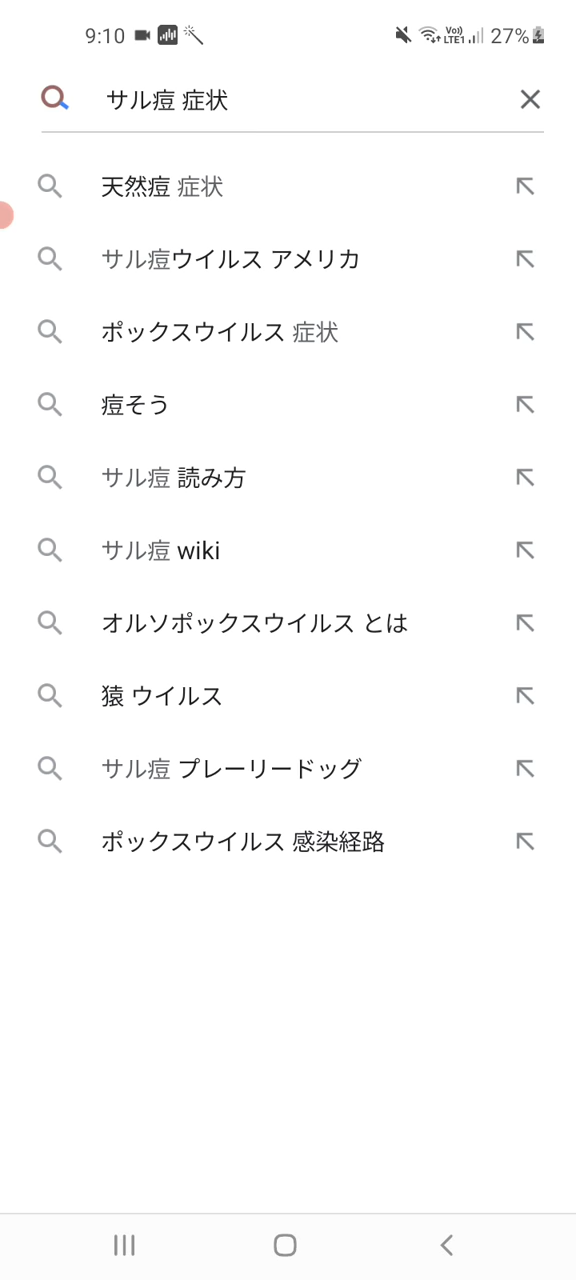 9:10 Vo)) LTE1 27%
サル痘 症状
天然痘 症状
サル痘ウイルス アメリカ
ポックスウイルス 症状
痘そう
サル痘 読み方
サル痘 wiki
オルソポックスウイルス とは
猿 ウイルス
サル痘 プレーリードッグ
ポックスウイルス 感染経路